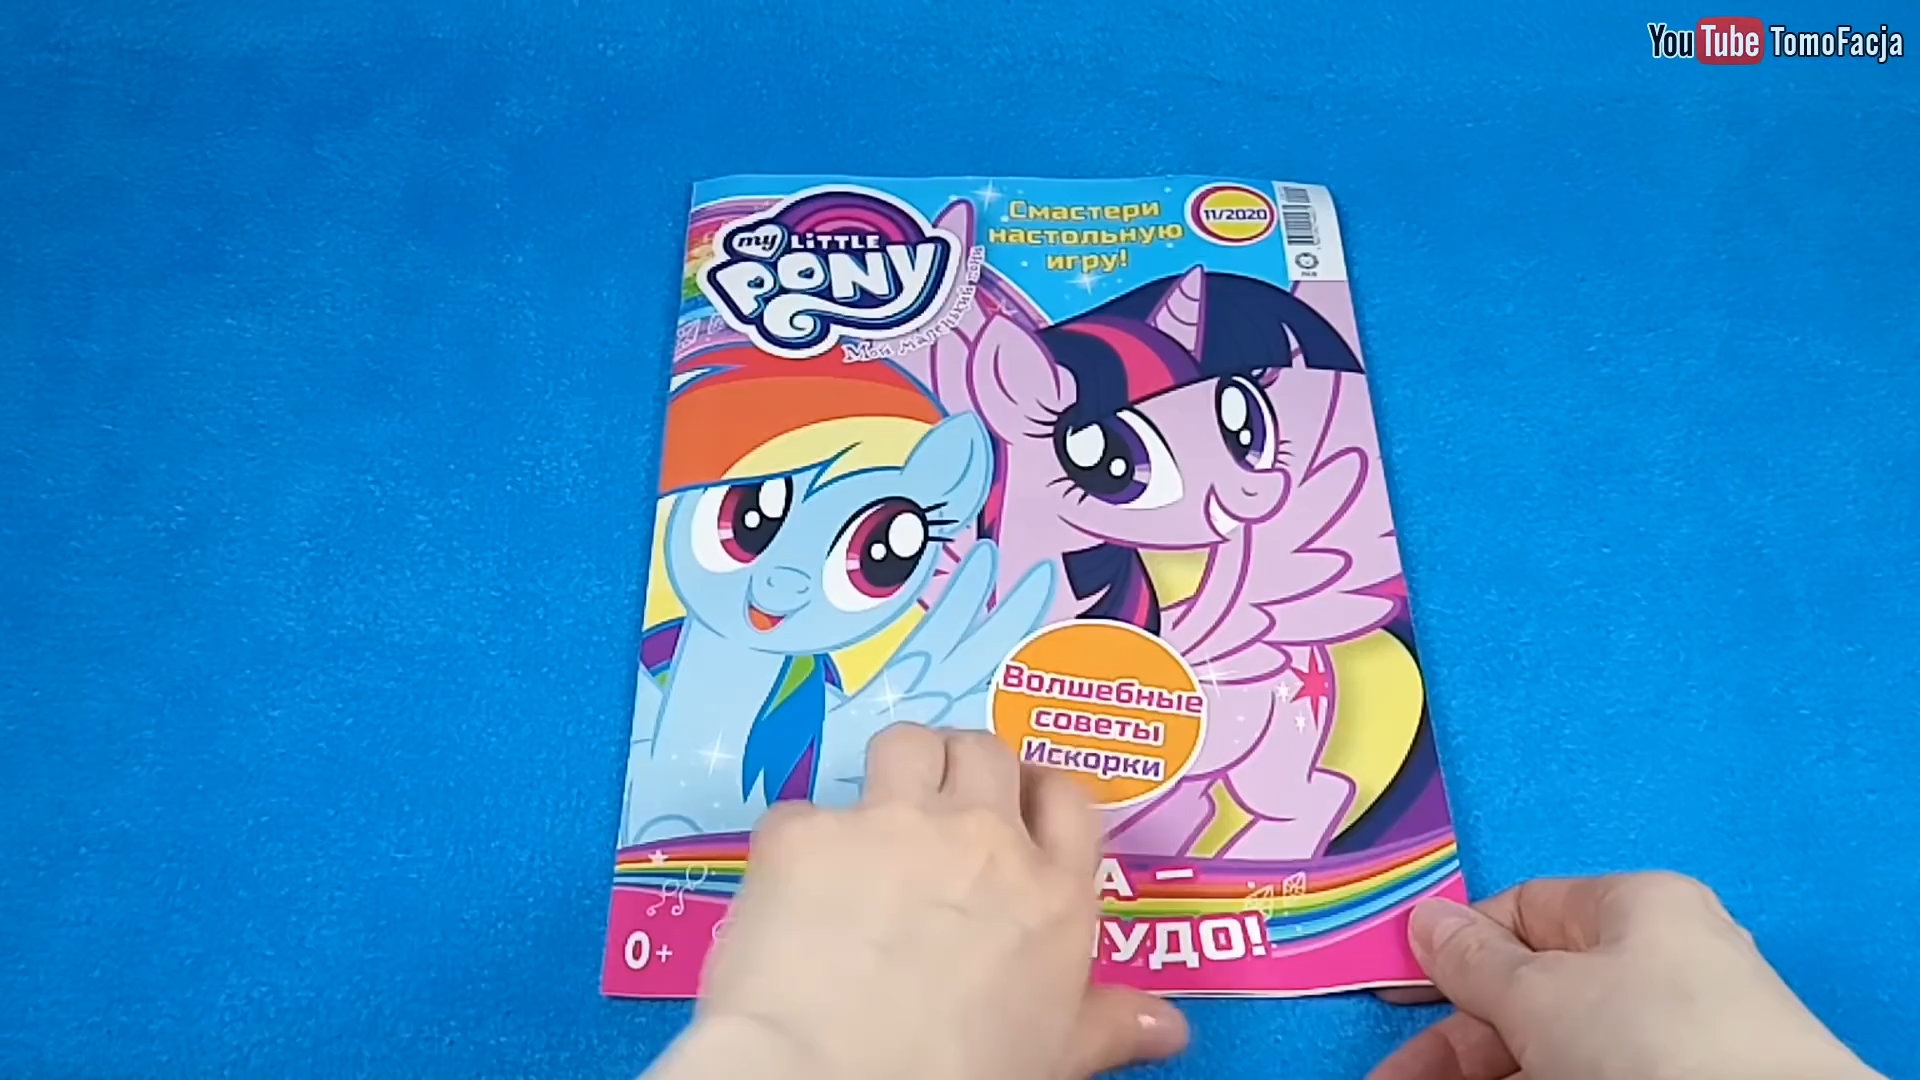 YouTube TomoFacja
my LiTTLE
PONY
Мой маленький пони
Смастери
настольную
игру!
11/2020
Волшебные
советы
Искорки
А –
УДО!
0+